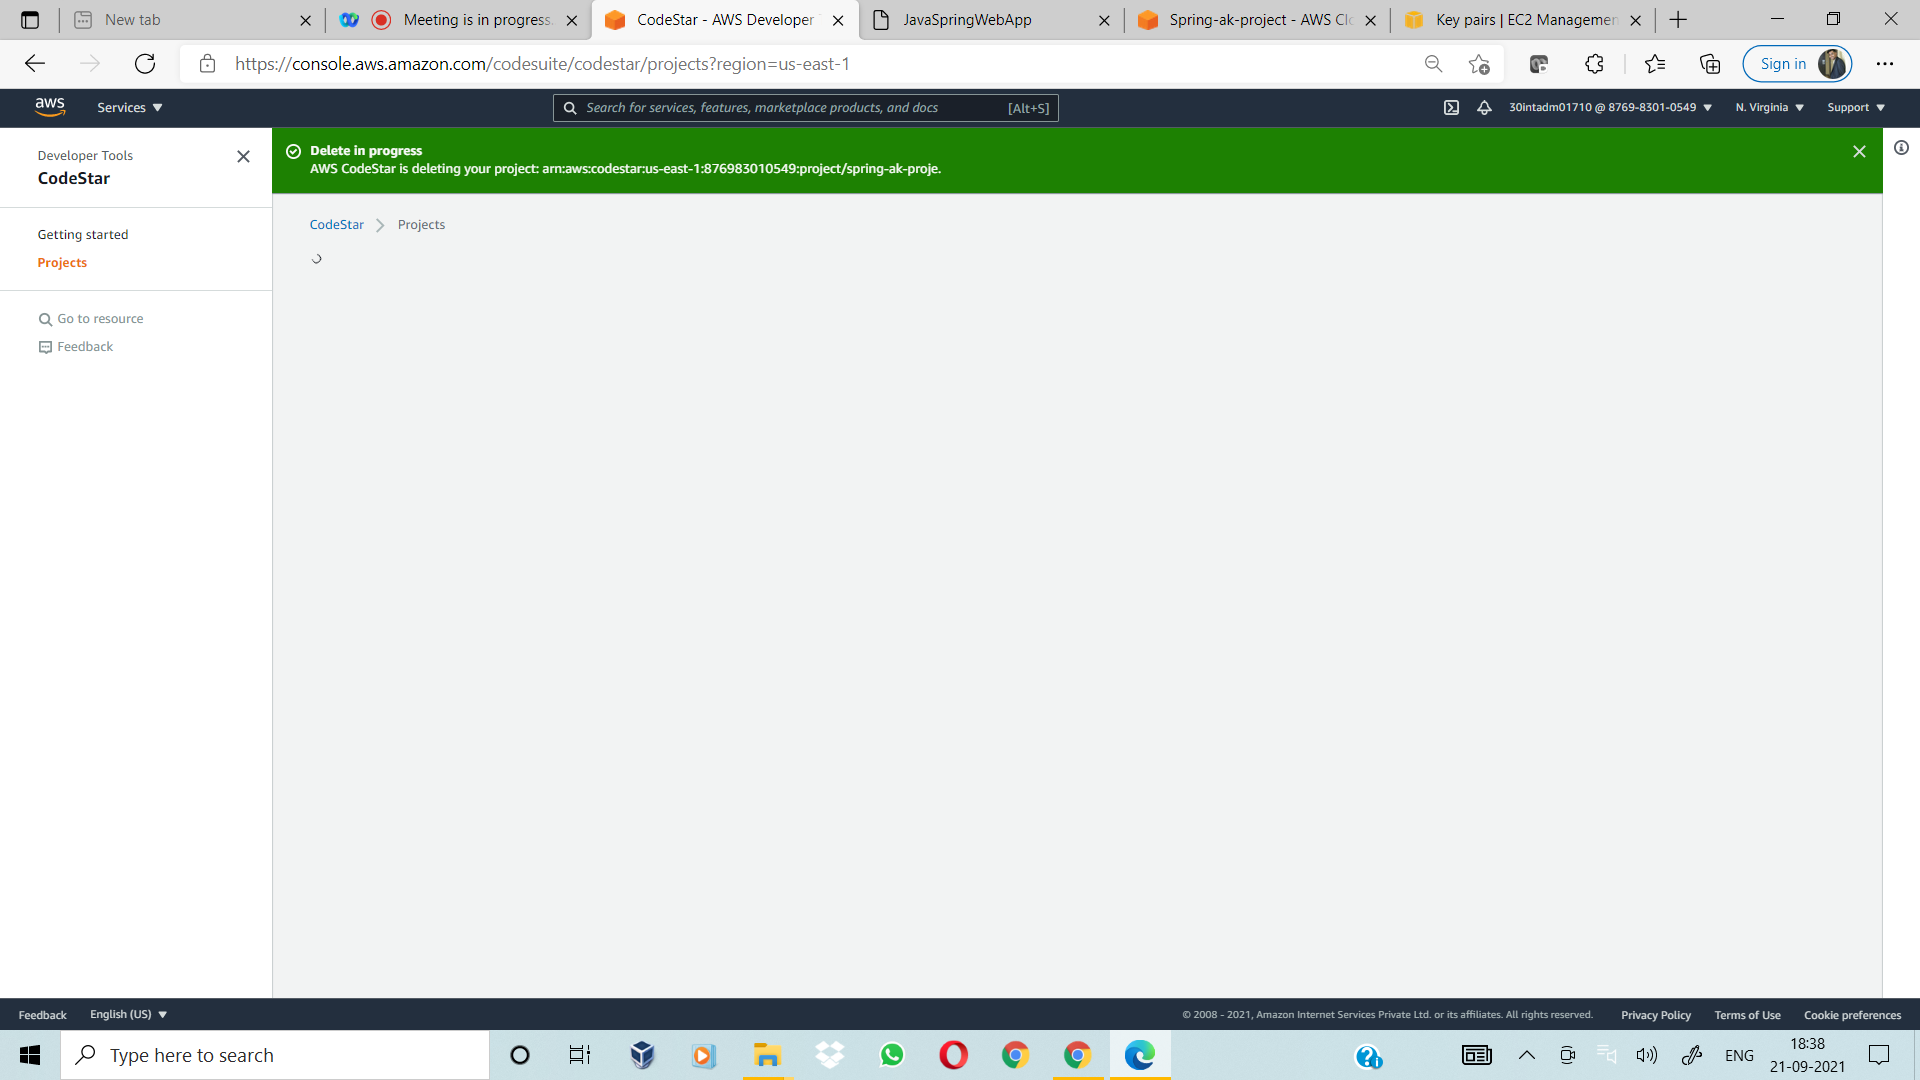 New tab
Meeting is in progress.
CodeStar - AWS Developer
JavaSpringWebApp
Spring-ak-project - AWS Clo
Key pairs | EC2 Managemen
https://console.aws.amazon.com/codesuite/codestar/projects?region=us-east-1
Sign in
aws
Services
Search for services, features, marketplace products, and docs
[Alt+S]
30intadm01710 @ 8769-8301-0549
N. Virginia
Support
Developer Tools
CodeStar
Delete in progress
AWS CodeStar is deleting your project: arn:aws:codestar:us-east-1:876983010549:project/spring-ak-proje.
CodeStar
Projects
Getting started
Projects
Go to resource
Feedback
Feedback
English (US)
© 2008 - 2021, Amazon Internet Services Private Ltd. or its affiliates. All rights reserved.
Privacy Policy
Terms of Use
Cookie preferences
Type here to search
ENG
18:38
21-09-2021